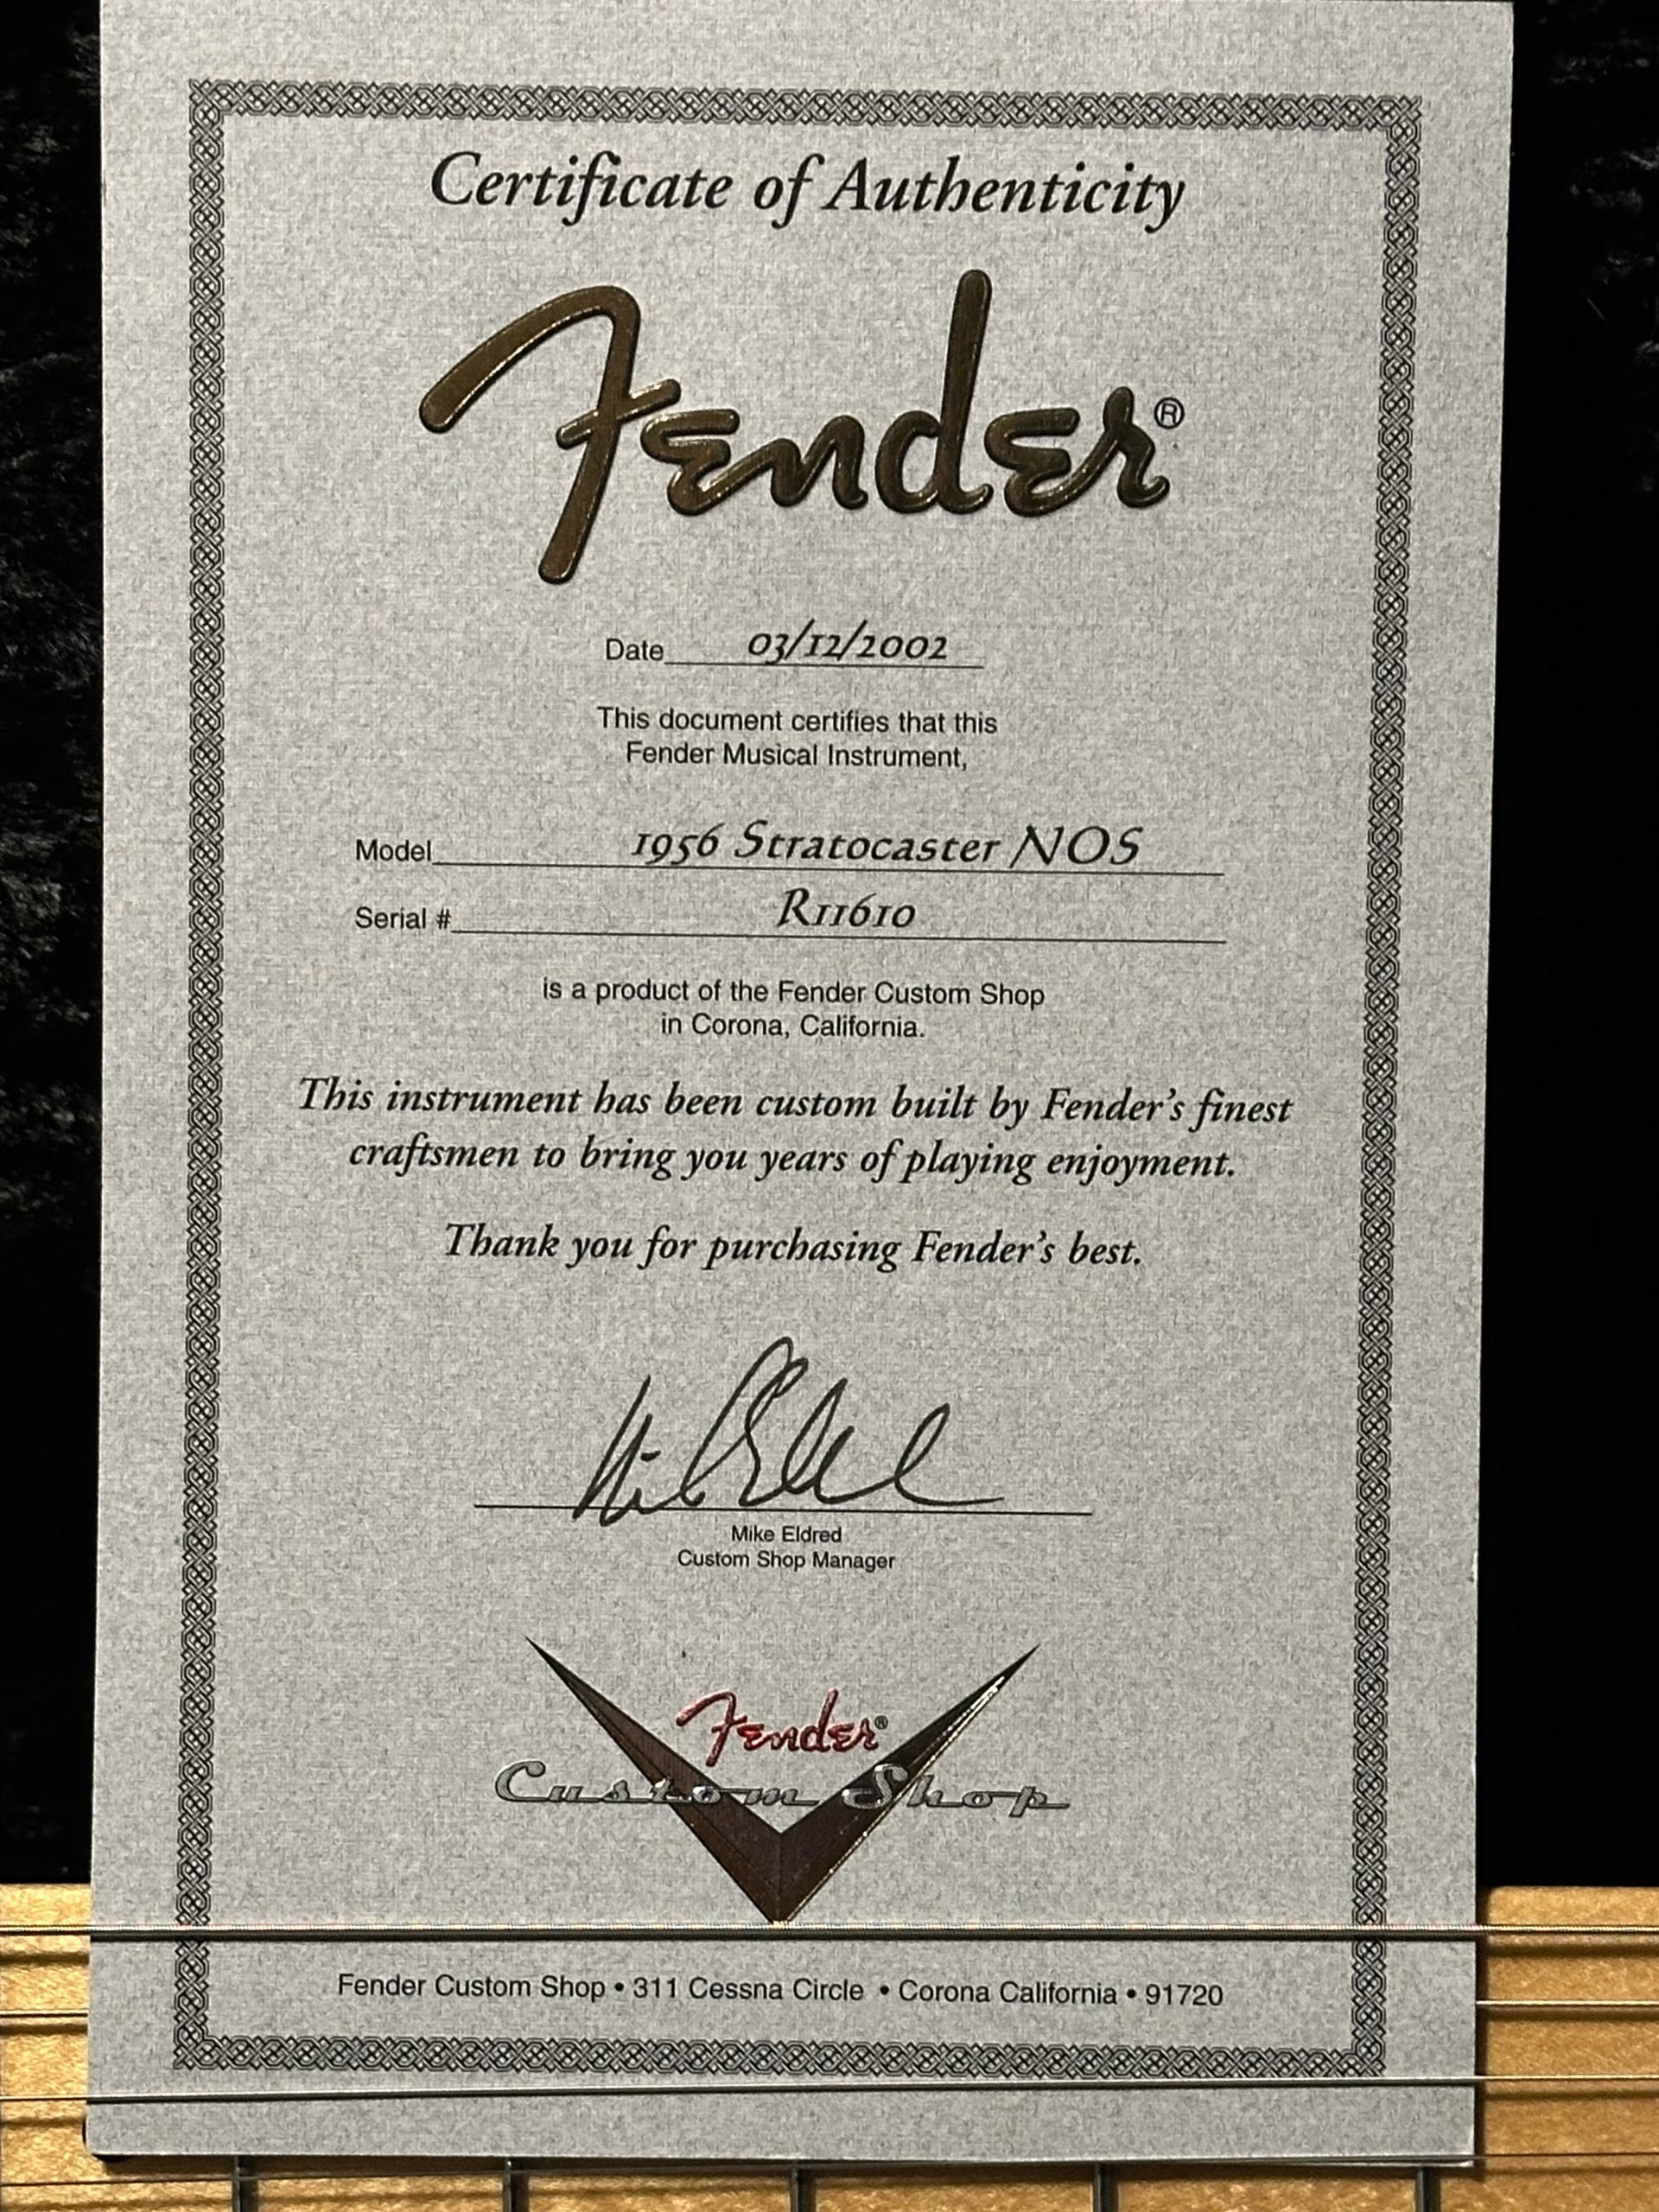 Certificate of Authenticity
Fender®
Date 03/12/2002
This document certifies that this
Fender Musical Instrument,
Model 1956 Stratocaster NOS
Serial # R11610
is a product of the Fender Custom Shop
in Corona, California.
This instrument has been custom built by Fender's finest
craftsmen to bring you years of playing enjoyment.
Thank you for purchasing Fender's best.
Mike Eldred
Mike Eldred
Custom Shop Manager
Fender®
Custom Shop
Fender Custom Shop • 311 Cessna Circle • Corona California • 91720